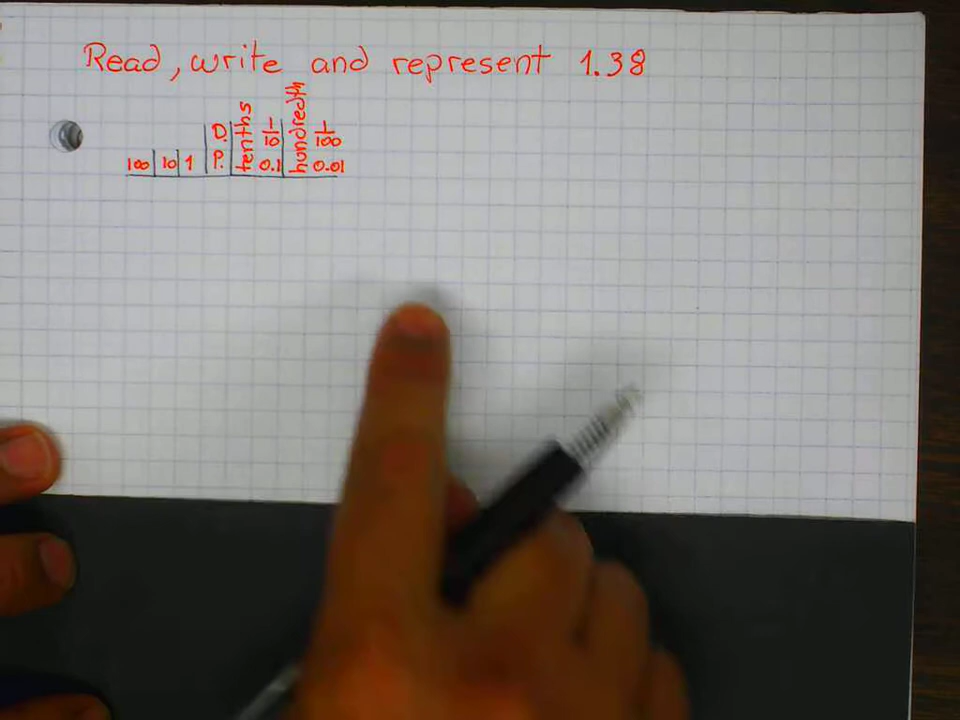 Read, write and represent 1.38
100 10 1 D.P. tenths 1/10 0.1 hundredth 1/100 0.01